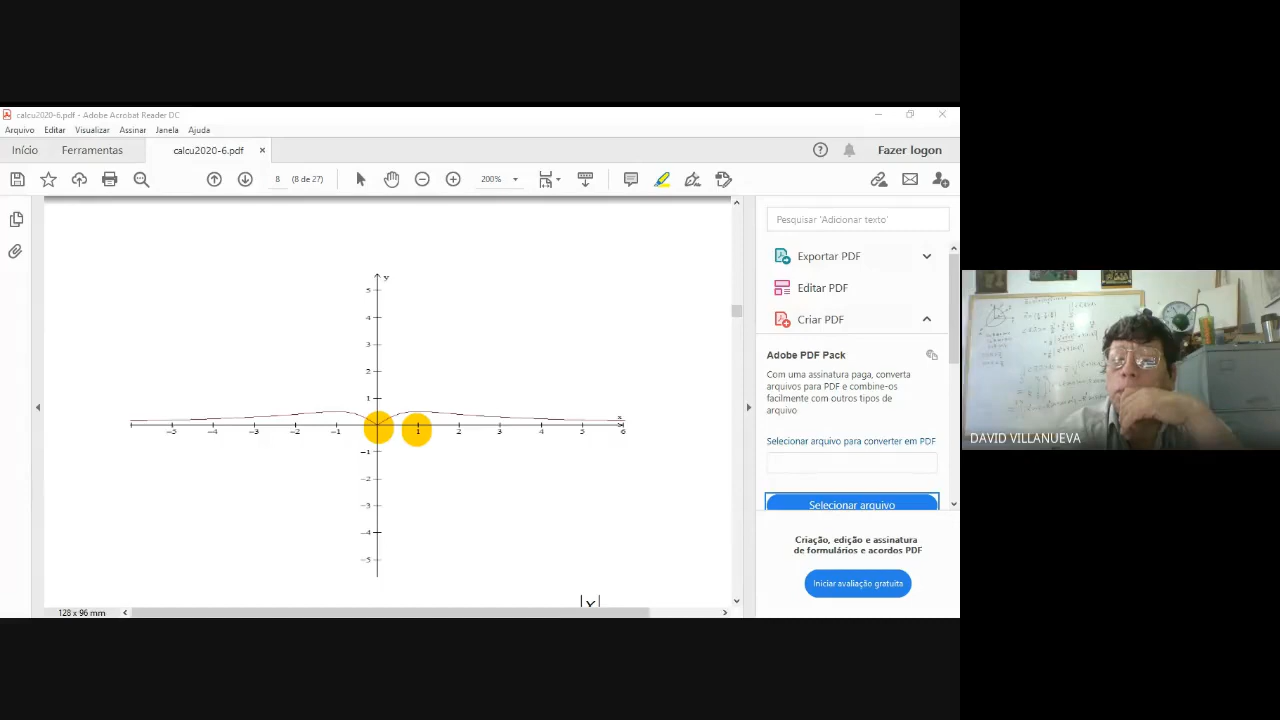 calcu2020-6.pdf - Adobe Acrobat Reader DC
Arquivo Editar Visualizar Assinar Janela Ajuda
Início Ferramentas calcu2020-6.pdf × Fazer logon
8 (8 de 27) 200%
Pesquisar 'Adicionar texto'
Exportar PDF
Editar PDF
Criar PDF
Adobe PDF Pack
Com uma assinatura paga, converta
arquivos para PDF e combine-os
facilmente com outros tipos de
arquivo
Selecionar arquivo para converter em PDF
Selecionar arquivo
Criação, edição e assinatura
de formulários e acordos PDF
Iniciar avaliação gratuita
y
5
4
3
2
1
x
-5 -4 -3 -2 -1 1 2 3 4 5 6
-1
-2
-3
-4
-5
|x|
128 x 96 mm
DAVID VILLANUEVA